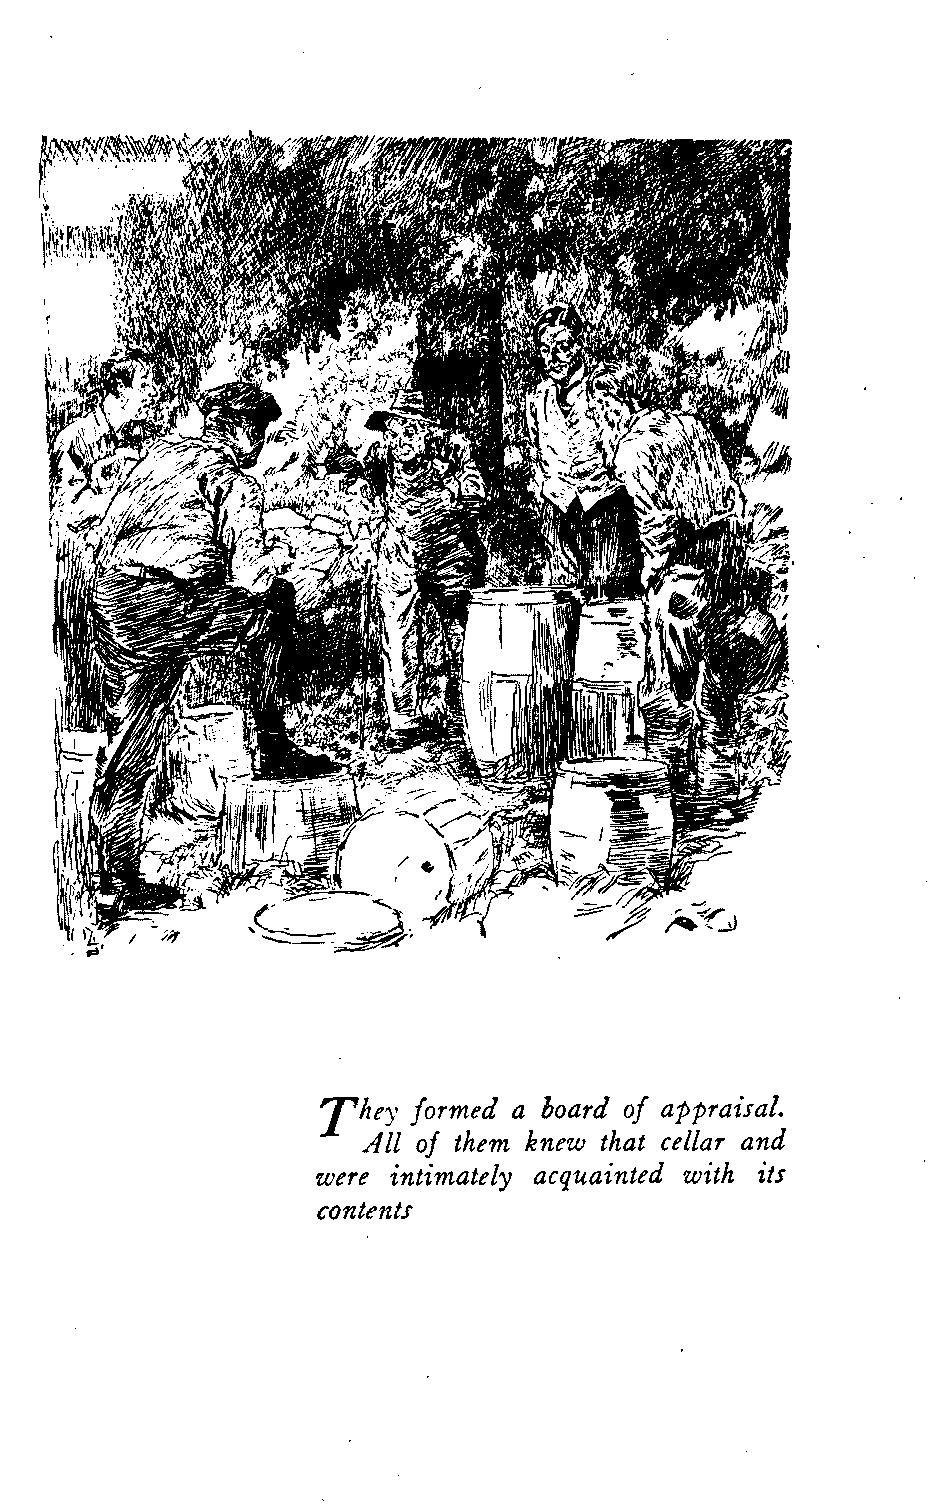 They formed a board of appraisal.
All of them knew that cellar and
were intimately acquainted with its
contents